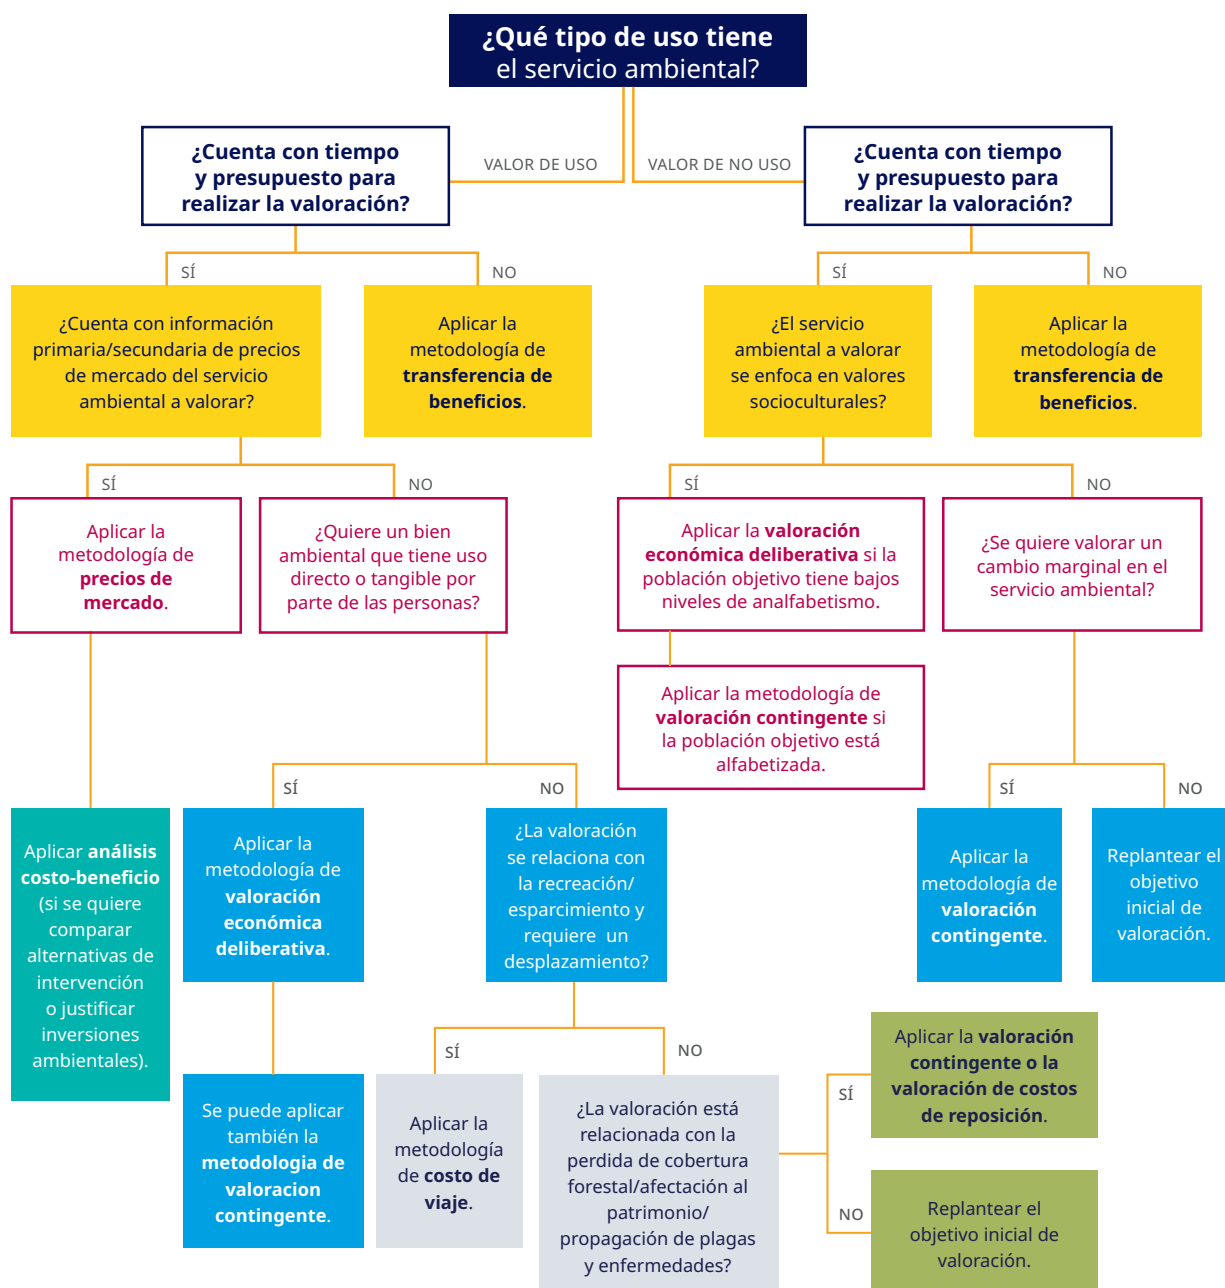 ¿Qué tipo de uso tiene
el servicio ambiental?
¿Cuenta con tiempo
y presupuesto para
realizar la valoración?
VALOR DE USO
VALOR DE NO USO
¿Cuenta con tiempo
y presupuesto para
realizar la valoración?
SÍ
NO
SÍ
NO
¿Cuenta con información
primaria/secundaria de precios
de mercado del servicio
ambiental a valorar?
Aplicar la
metodología de
transferencia de
beneficios.
¿El servicio
ambiental a valorar
se enfoca en valores
socioculturales?
Aplicar la
metodología de
transferencia de
beneficios.
SÍ
NO
SÍ
NO
Aplicar la
metodología de
precios de
mercado.
¿Quiere un bien
ambiental que tiene uso
directo o tangible por
parte de las personas?
Aplicar la valoración
económica deliberativa si la
población objetivo tiene bajos
niveles de analfabetismo.
¿Se quiere valorar un
cambio marginal en el
servicio ambiental?
Aplicar la metodología de
valoración contingente si
la población objetivo está
alfabetizada.
SÍ
NO
SÍ
NO
Aplicar análisis
costo-beneficio
(si se quiere
comparar
alternativas de
intervención
o justificar
inversiones
ambientales).
Aplicar la
metodología de
valoración
económica
deliberativa.
¿La valoración
se relaciona con
la recreación/
esparcimiento y
requiere un
desplazamiento?
Aplicar la
metodología de
valoración
contingente.
Replantear el
objetivo
inicial de
valoración.
SÍ
NO
Se puede aplicar
también la
metodologia de
valoracion
contingente.
Aplicar la
metodología
de costo de
viaje.
¿La valoración está
relacionada con la
perdida de cobertura
forestal/afectación al
patrimonio/
propagación de plagas
y enfermedades?
SÍ
Aplicar la valoración
contingente o la
valoración de costos
de reposición.
NO
Replantear el
objetivo inicial de
valoración.